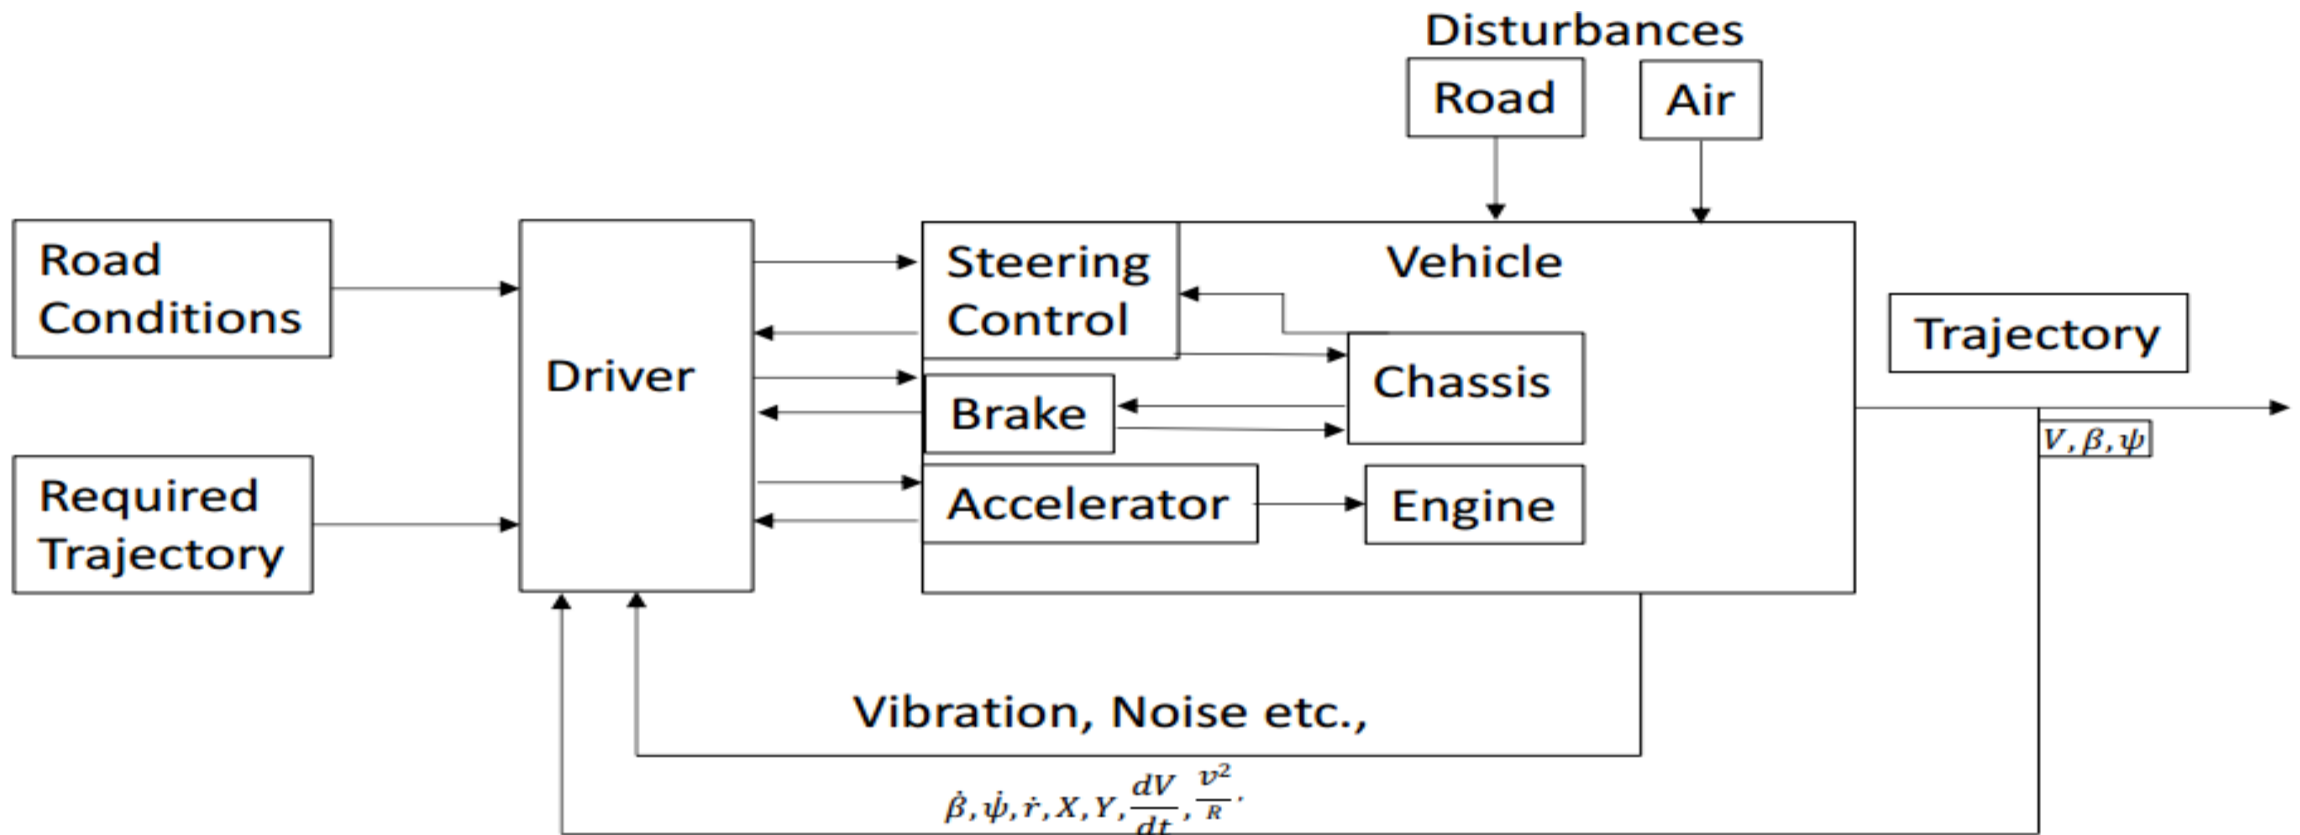 Disturbances
Road
Air
Road
Conditions
Required
Trajectory
Driver
Steering
Control
Vehicle
Brake
Chassis
Accelerator
Engine
Trajectory
V, β, ψ
Vibration, Noise etc.,
β̇, ψ̇, ṙ, X, Y, dV/dt, v²/R .